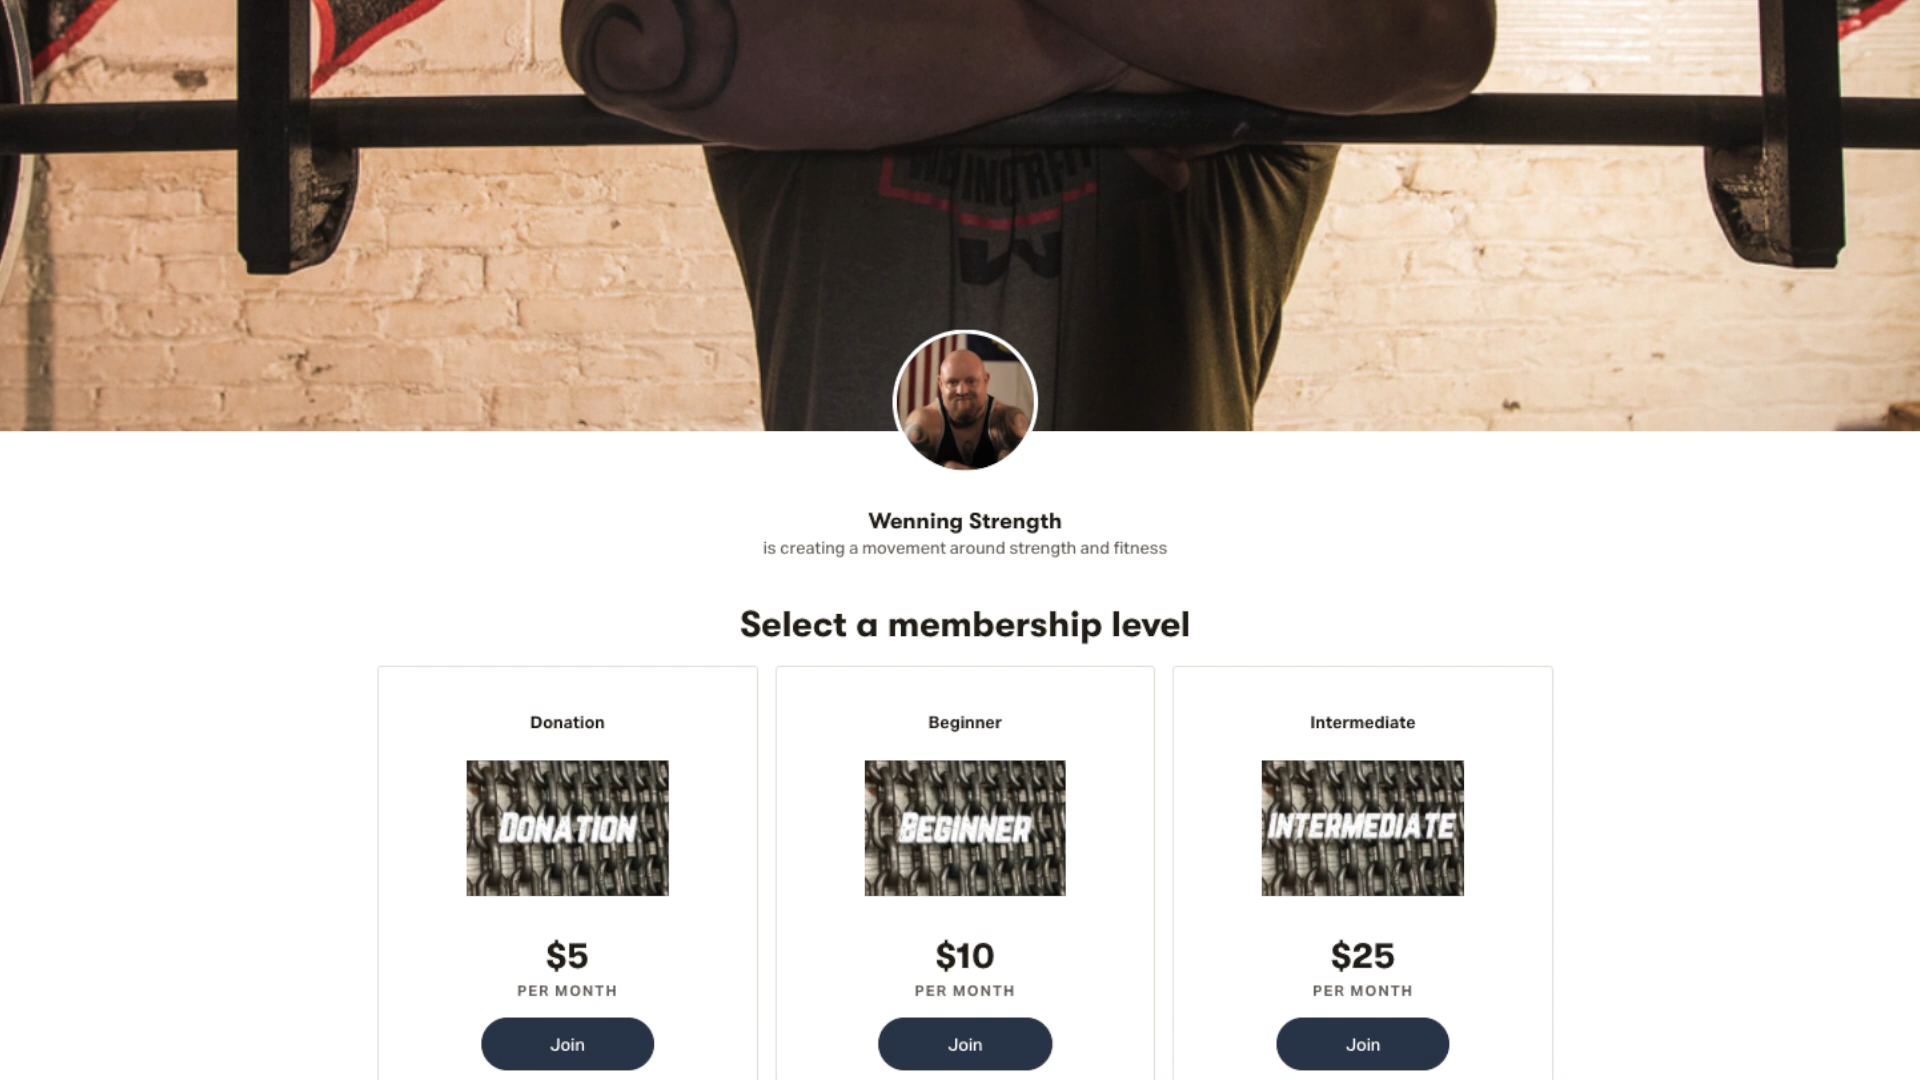 Wenning Strength
is creating a movement around strength and fitness
Select a membership level
Donation
Beginner
Intermediate
DONATION
BEGINNER
INTERMEDIATE
$5
$10
$25
PER MONTH
PER MONTH
PER MONTH
Join
Join
Join